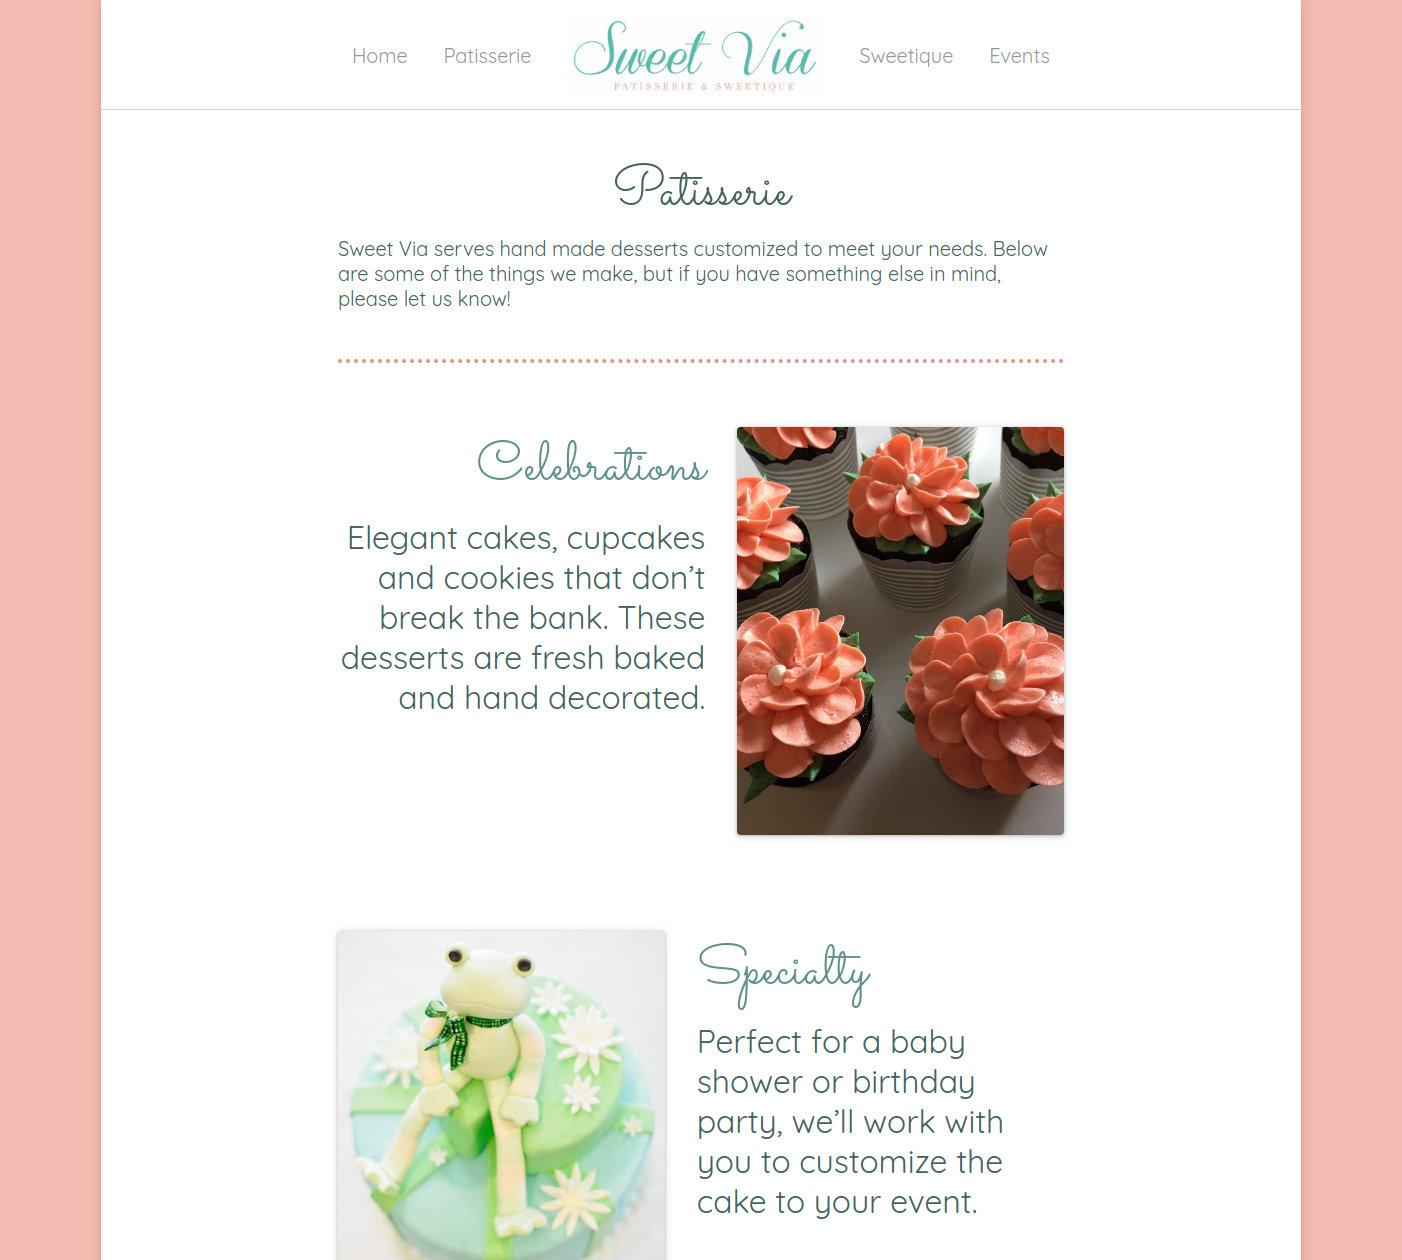 Home
Patisserie
Sweet Via
PATISSERIE & SWEETIQUE
Sweetique
Events
Patisserie
Sweet Via serves hand made desserts customized to meet your needs. Below
are some of the things we make, but if you have something else in mind,
please let us know!
Celebrations
Elegant cakes, cupcakes
and cookies that don’t
break the bank. These
desserts are fresh baked
and hand decorated.
Specialty
Perfect for a baby
shower or birthday
party, we’ll work with
you to customize the
cake to your event.